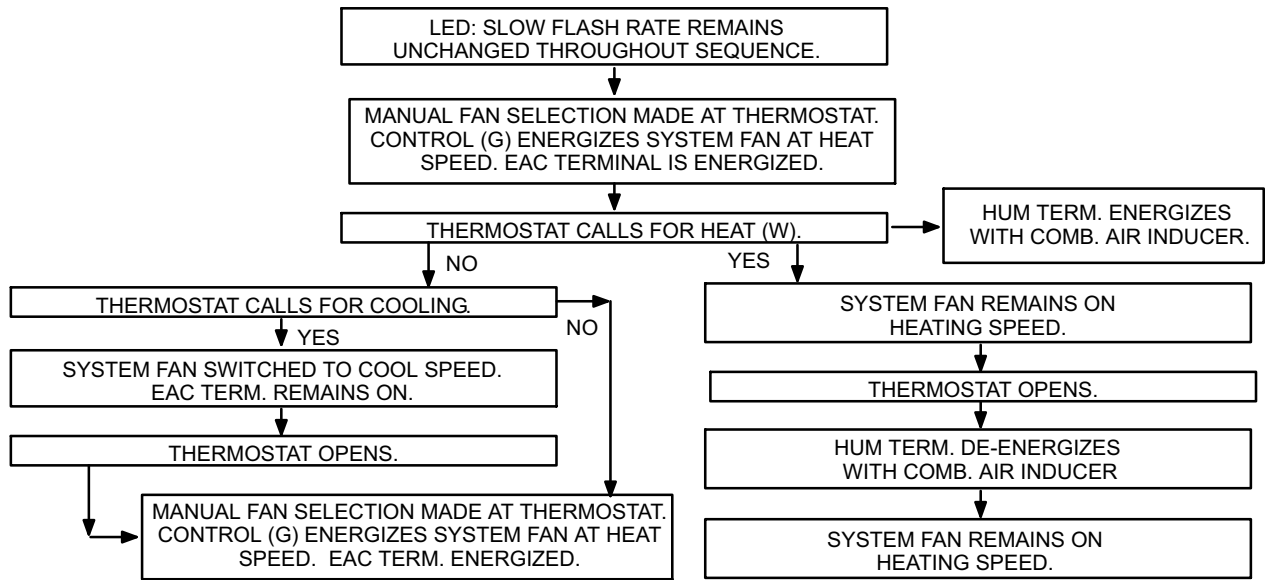 LED: SLOW FLASH RATE REMAINS
UNCHANGED THROUGHOUT SEQUENCE.
MANUAL FAN SELECTION MADE AT THERMOSTAT.
CONTROL (G) ENERGIZES SYSTEM FAN AT HEAT
SPEED. EAC TERMINAL IS ENERGIZED.
THERMOSTAT CALLS FOR HEAT (W).
HUM TERM. ENERGIZES
WITH COMB. AIR INDUCER.
NO
YES
THERMOSTAT CALLS FOR COOLING.
NO
YES
SYSTEM FAN SWITCHED TO COOL SPEED.
EAC TERM. REMAINS ON.
THERMOSTAT OPENS.
MANUAL FAN SELECTION MADE AT THERMOSTAT.
CONTROL (G) ENERGIZES SYSTEM FAN AT HEAT
SPEED. EAC TERM. ENERGIZED.
SYSTEM FAN REMAINS ON
HEATING SPEED.
THERMOSTAT OPENS.
HUM TERM. DE-ENERGIZES
WITH COMB. AIR INDUCER
SYSTEM FAN REMAINS ON
HEATING SPEED.